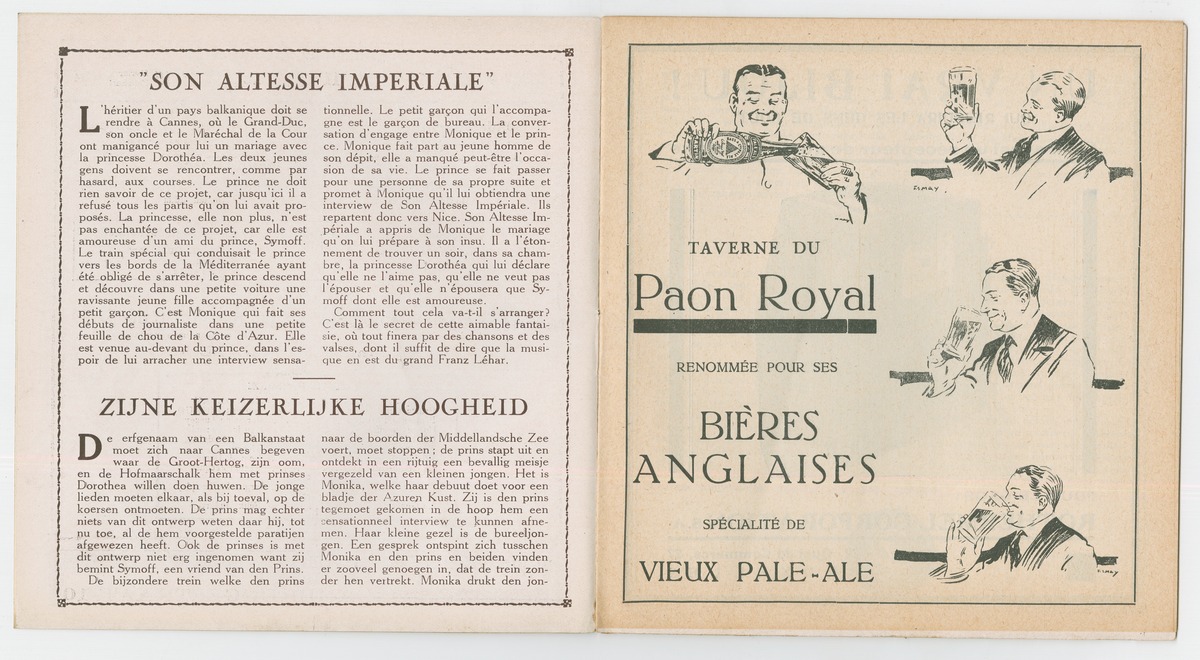 "SON ALTESSE IMPERIALE"
L'héritier d'un pays balkanique doit se
rendre à Cannes, où le Grand-Duc,
son oncle et le Maréchal de la Cour
ont manigancé pour lui un mariage avec
la princesse Dorothéa. Les deux jeunes
gens doivent se rencontrer, comme par
hasard, aux courses. Le prince ne doit
rien savoir de ce projet, car jusqu'ici il a
refusé tous les partis qu'on lui avait pro-
posés. La princesse, elle non plus, n'est
pas enchantée de ce projet, car elle est
amoureuse d'un ami du prince, Symoff.
Le train spécial qui conduisait le prince
vers les bords de la Méditerranée ayant
été obligé de s'arrêter, le prince descend
et découvre dans une petite voiture une
ravissante jeune fille accompagnée d'un
petit garçon. C'est Monique qui fait ses
débuts de journaliste dans une petite
feuille de chou de la Côte d'Azur. Elle
est venue au-devant du prince, dans l'es-
poir de lui arracher une interview sensa-
tionnelle. Le petit garçon qui l'accompa-
gne est le garçon de bureau. La conver-
sation d'engage entre Monique et le prin-
ce. Monique fait part au jeune homme de
son dépit, elle a manqué peut-être l'occa-
sion de sa vie. Le prince se fait passer
pour une personne de sa propre suite et
promet à Monique qu'il lui obtiendra une
interview de Son Altesse Impériale. Ils
repartent donc vers Nice. Son Altesse Im-
périale a appris de Monique le mariage
qu'on lui prépare à son insu. Il a l'éton-
nement de trouver un soir, dans sa cham-
bre, la princesse Dorothéa qui lui déclare
qu'elle ne l'aime pas, qu'elle ne veut pas
l'épouser et qu'elle n'épousera que Sy-
moff dont elle est amoureuse.
Comment tout cela va-t-il s'arranger?
C'est là le secret de cette aimable fantai-
sie, où tout finera par des chansons et des
valses, dont il suffit de dire que la musi-
que en est du grand Franz Léhar.
ZIJNE KEIZERLIJKE HOOGHEID
De erfgenaam van een Balkanstaat
moet zich naar Cannes begeven
waar de Groot-Hertog, zijn oom,
en de Hofmaarschalk hem met prinses
Dorothea willen doen huwen. De jonge
lieden moeten elkaar, als bij toeval, op de
koersen ontmoeten. De prins mag echter
niets van dit ontwerp weten daar hij, tot
nu toe, al de hem voorgestelde paratijen
afgewezen heeft. Ook de prinses is met
dit ontwerp niet erg ingenomen want zij
bemint Symoff, een vriend van den Prins.
De bijzondere trein welke den prins
naar de boorden der Middellandsche Zee
voert, moet stoppen; de prins stapt uit en
ontdekt in een rijtuig een bevallig meisje
vergezeld van een kleinen jongen. Het is
Monika, welke haar debuut doet voor een
bladje der Azuren Kust. Zij is den prins
tegemoet gekomen in de hoop hem een
sensationneel interview te kunnen afne-
men. Haar kleine gezel is de bureeljon-
gen. Een gesprek ontspint zich tusschen
Monika en den prins en beiden vinden
er zooveel genoegen in, dat de trein zon-
der hen vertrekt. Monika drukt den jon-
TAVERNE DU
Paon Royal
RENOMMÉE POUR SES
BIÈRES
ANGLAISES
SPÉCIALITÉ DE
VIEUX PALE-ALE